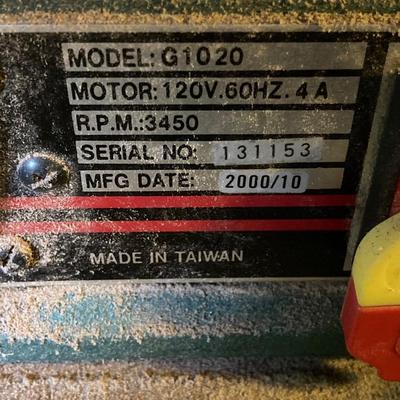 MODEL: G1020
MOTOR: 120V.60HZ. 4 A
R.P.M.:3450
SERIAL NO: 131153
MFG DATE: 2000/10
MADE IN TAIWAN